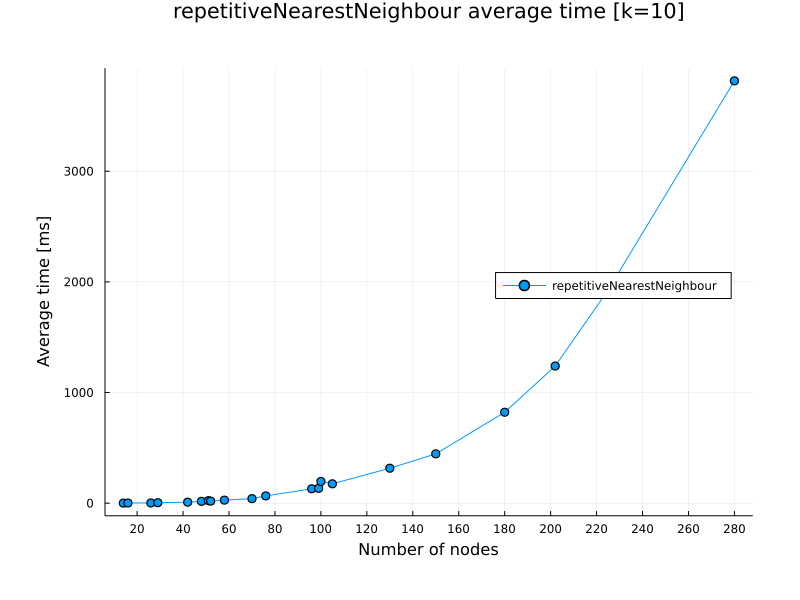 repetitiveNearestNeighbour average time [k=10]
Average time [ms]
3000
2000
1000
0
repetitiveNearestNeighbour
20 40 60 80 100 120 140 160 180 200 220 240 260 280
Number of nodes